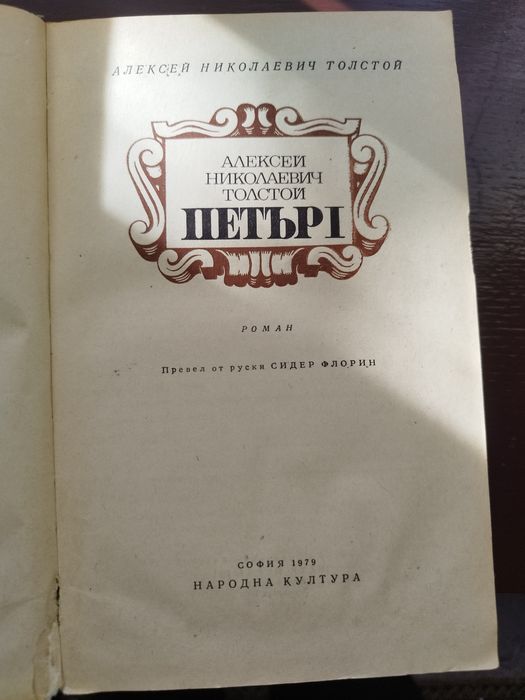 АЛЕКСЕЙ НИКОЛАЕВИЧ ТОЛСТОЙ
АЛЕКСЕЙ
НИКОЛАЕВИЧ
ТОЛСТОЙ
ПЕТЪР I
РОМАН
Превел от руски СИДЕР ФЛОРИН
СОФИЯ 1979
НАРОДНА КУЛТУРА